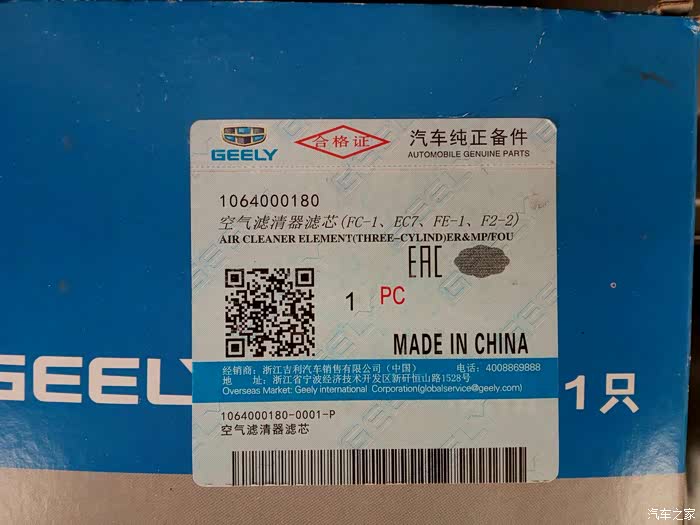 GEELY
合格证
汽车纯正备件
AUTOMOBILE GENUINE PARTS
1064000180
空气滤清器滤芯(FC-1、EC7、FE-1、F2-2)
AIR CLEANER ELEMENT(THREE-CYLIND)ER&MP/FOU
EAC
1 PC
MADE IN CHINA
经销商：浙江吉利汽车销售有限公司（中国） 电话：4008869888
地 址：浙江省宁波经济技术开发区新矸恒山路1528号
Overseas Market: Geely international Corporation(globalservice@geely.com)
1064000180-0001-P
空气滤清器滤芯
GEELY
1只
汽车之家